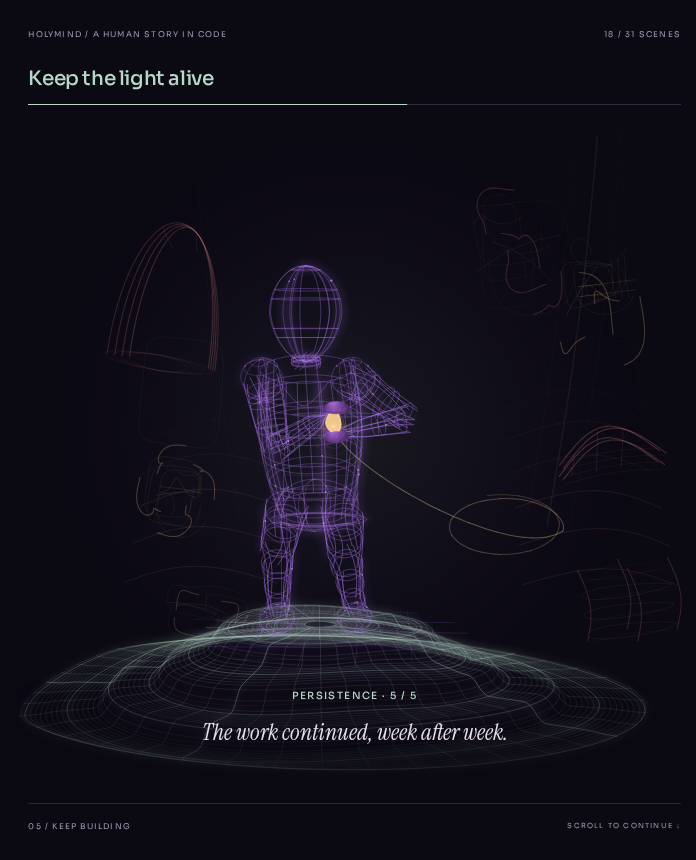 HOLYMIND / A HUMAN STORY IN CODE
18 / 31 SCENES
Keep the light alive
PERSISTENCE · 5 / 5
The work continued, week after week.
05 / KEEP BUILDING
SCROLL TO CONTINUE ↓